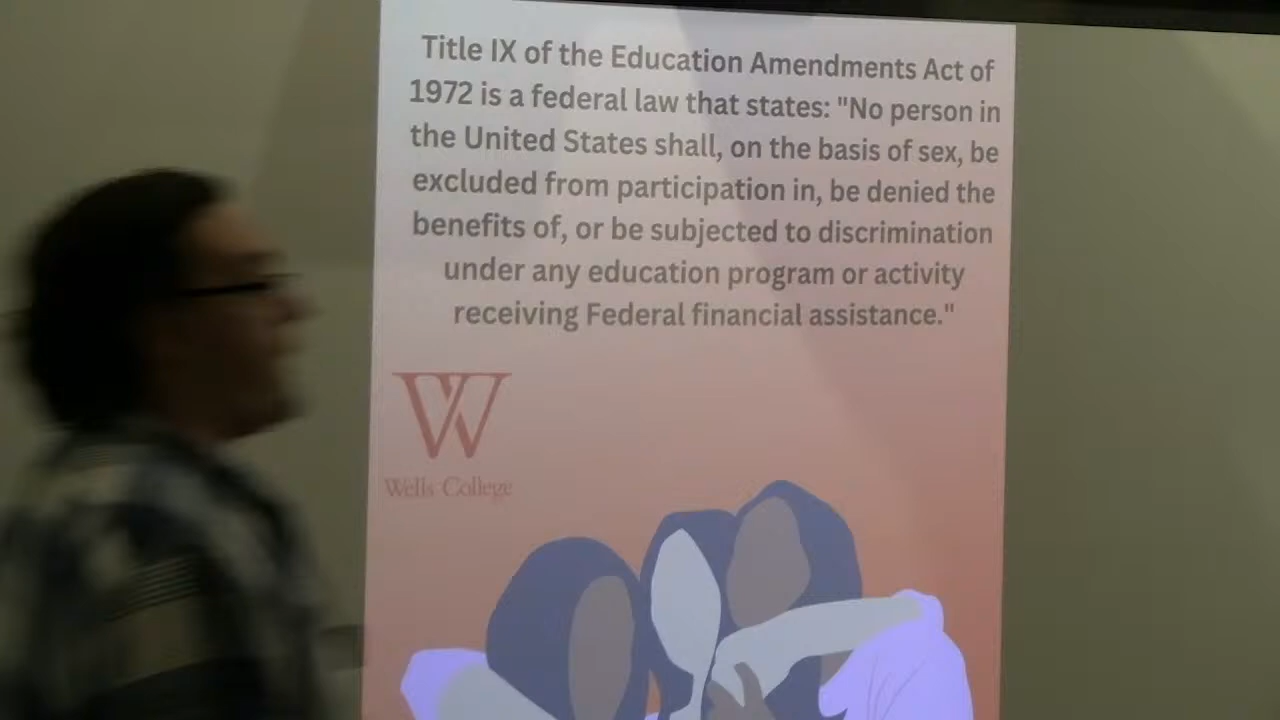 Title IX of the Education Amendments Act of
1972 is a federal law that states: "No person in
the United States shall, on the basis of sex, be
excluded from participation in, be denied the
benefits of, or be subjected to discrimination
under any education program or activity
receiving Federal financial assistance."
W
Wells College